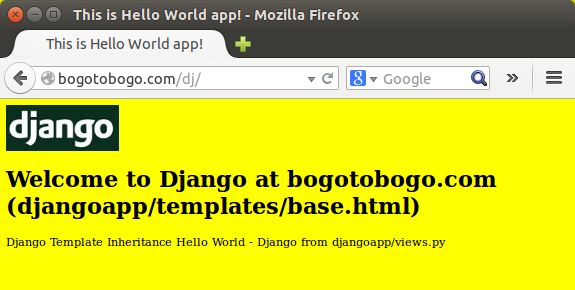 This is Hello World app! - Mozilla Firefox
This is Hello World app!
bogotobogo.com/dj/ Google
django
Welcome to Django at bogotobogo.com
(djangoapp/templates/base.html)
Django Template Inheritance Hello World - Django from djangoapp/views.py